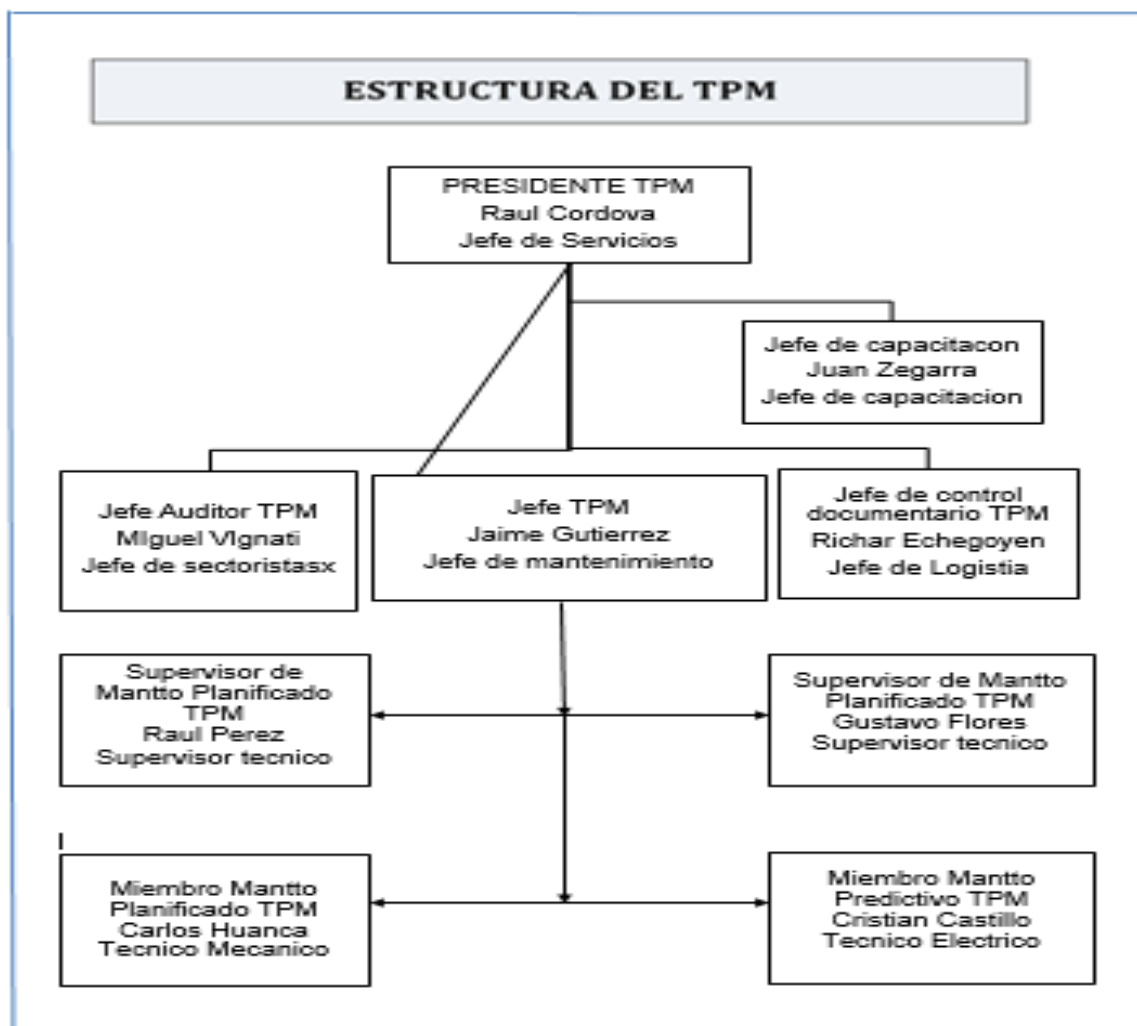 ESTRUCTURA DEL TPM
PRESIDENTE TPM
Raul Cordova
Jefe de Servicios
Jefe de capacitacon
Juan Zegarra
Jefe de capacitacion
Jefe Auditor TPM
MIguel VIgnati
Jefe de sectoristasx
Jefe TPM
Jaime Gutierrez
Jefe de mantenimiento
Jefe de control
documentario TPM
Richar Echegoyen
Jefe de Logistia
Supervisor de
Mantto Planificado
TPM
Raul Perez
Supervisor tecnico
Supervisor de Mantto
Planificado TPM
Gustavo Flores
Supervisor tecnico
Miembro Mantto
Planificado TPM
Carlos Huanca
Tecnico Mecanico
Miembro Mantto
Predictivo TPM
Cristian Castillo
Tecnico Electrico